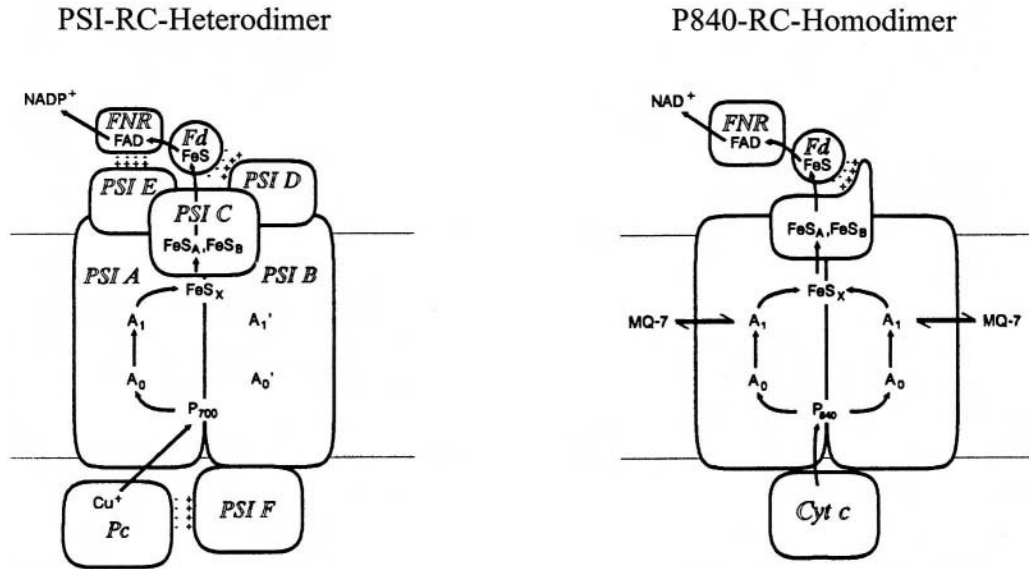 PSI-RC-Heterodimer
NADP+
FNR
FAD
Fd
FeS
PSI E
PSI D
PSI C
FeSA,FeSB
PSI A
PSI B
FeSX
A1
A1'
A0
A0'
P700
Cu+
Pc
PSI F
P840-RC-Homodimer
NAD+
FNR
FAD
Fd
FeS
FeSA,FeSB
FeSX
MQ-7
A1
A1
MQ-7
A0
A0
P840
Cyt c